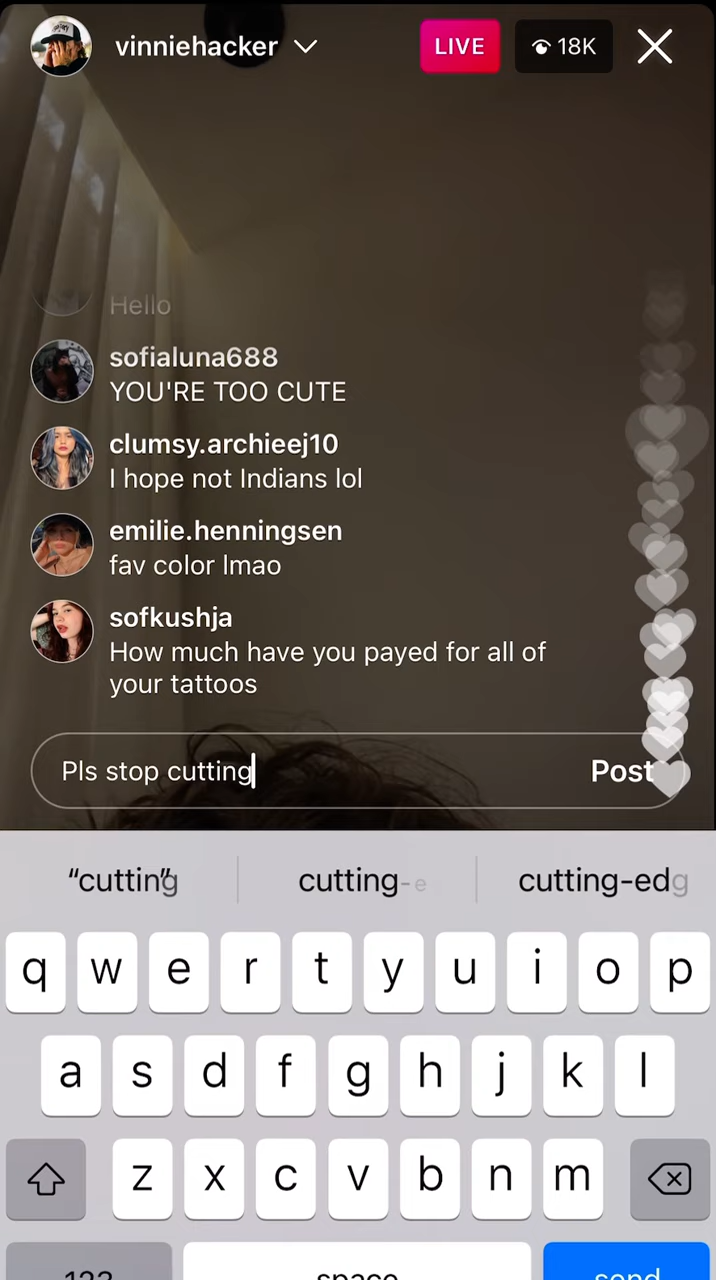 vinniehacker
LIVE
18K
Hello
sofialuna688
YOU'RE TOO CUTE
clumsy.archieej10
I hope not Indians lol
emilie.henningsen
fav color lmao
sofkushja
How much have you payed for all of
your tattoos
Pls stop cutting
Post
“cutting” cutting-e cutting-edg
q w e r t y u i o p
a s d f g h j k l
z x c v b n m
123 space send